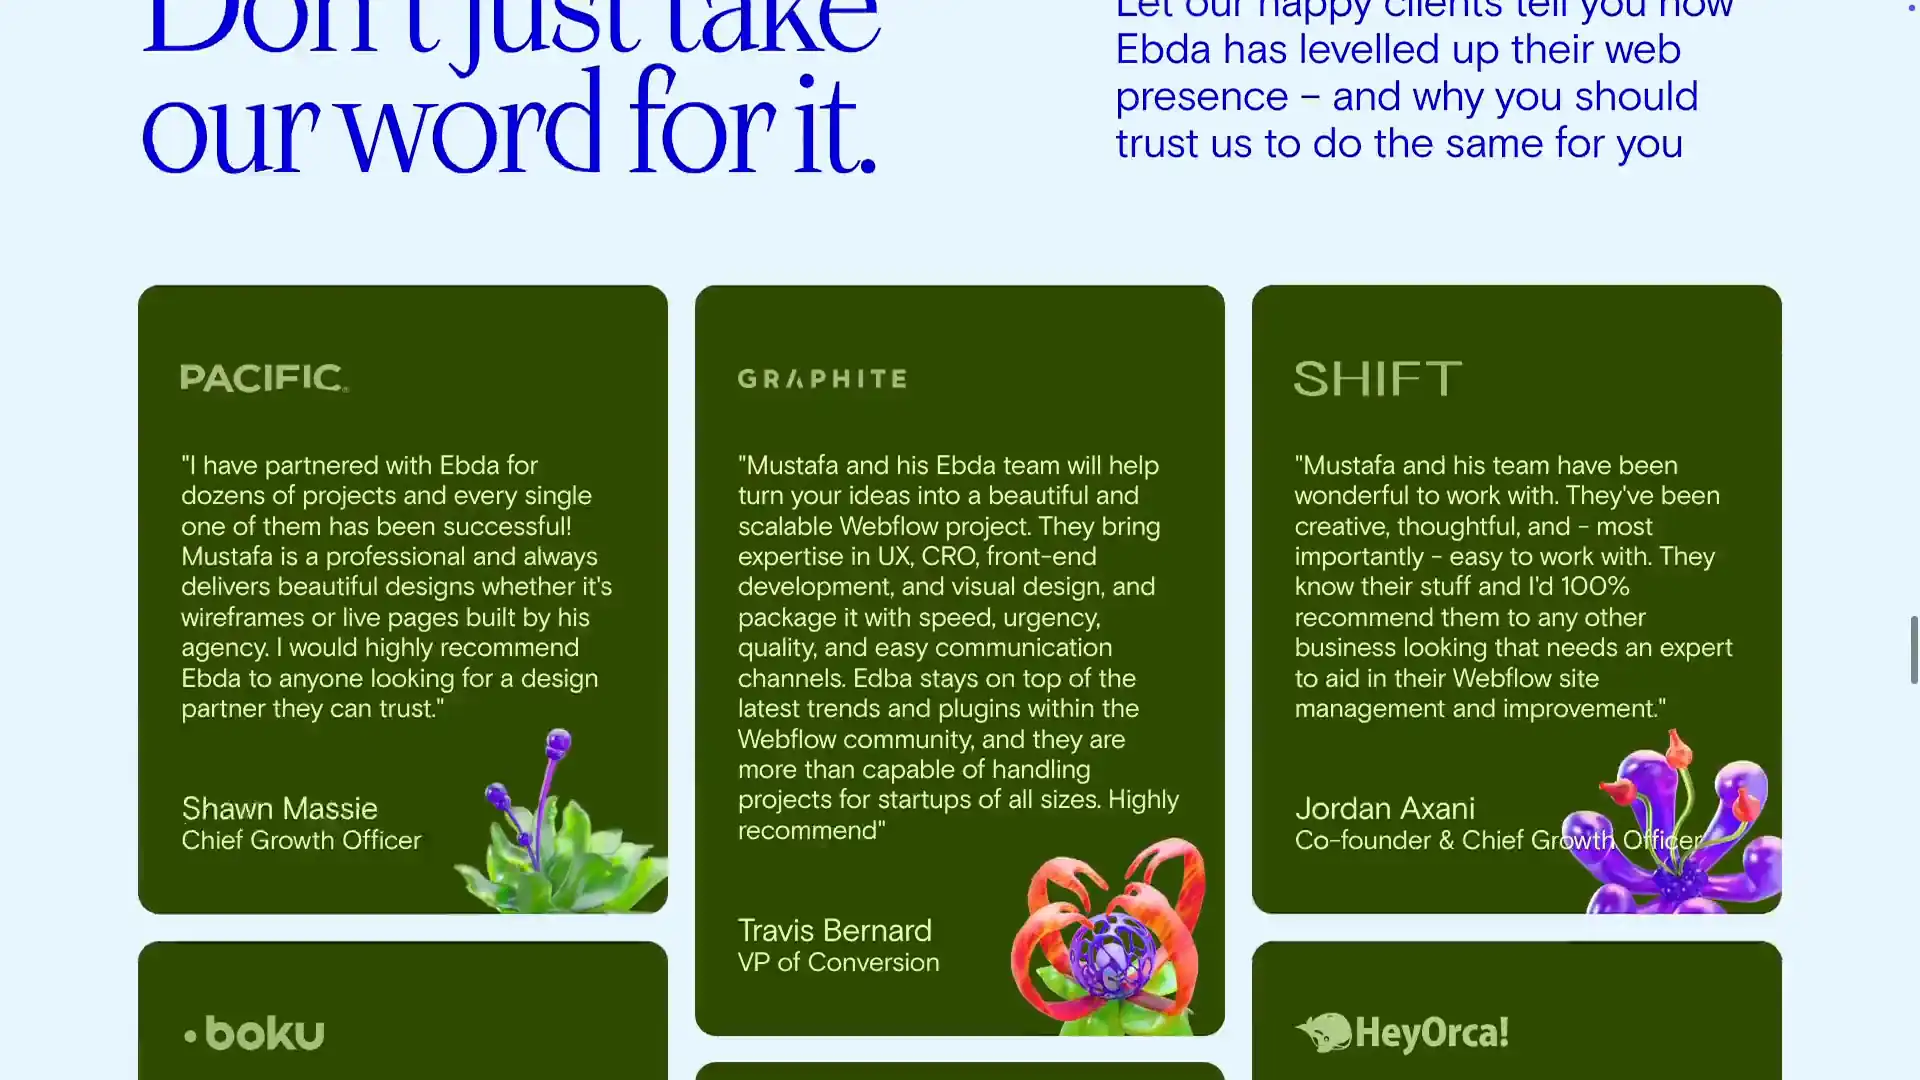 Don't just take
our word for it.
Let our happy clients tell you how
Ebda has levelled up their web
presence – and why you should
trust us to do the same for you
PACIFIC
"I have partnered with Ebda for
dozens of projects and every single
one of them has been successful!
Mustafa is a professional and always
delivers beautiful designs whether it's
wireframes or live pages built by his
agency. I would highly recommend
Ebda to anyone looking for a design
partner they can trust."
Shawn Massie
Chief Growth Officer
GRAPHITE
"Mustafa and his Ebda team will help
turn your ideas into a beautiful and
scalable Webflow project. They bring
expertise in UX, CRO, front-end
development, and visual design, and
package it with speed, urgency,
quality, and easy communication
channels. Edba stays on top of the
latest trends and plugins within the
Webflow community, and they are
more than capable of handling
projects for startups of all sizes. Highly
recommend"
Travis Bernard
VP of Conversion
SHIFT
"Mustafa and his team have been
wonderful to work with. They've been
creative, thoughtful, and – most
importantly – easy to work with. They
know their stuff and I'd 100%
recommend them to any other
business looking that needs an expert
to aid in their Webflow site
management and improvement."
Jordan Axani
Co-founder & Chief Growth Officer
boku
HeyOrca!